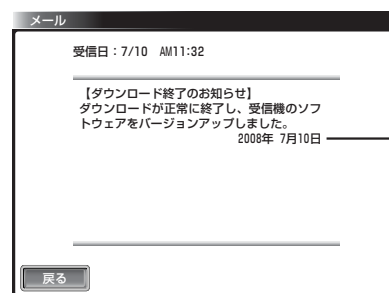 メール
受信日：7/10 AM11:32
【ダウンロード終了のお知らせ】
ダウンロードが正常に終了し、受信機のソフ
トウェアをバージョンアップしました。
2008年 7月10日
戻る